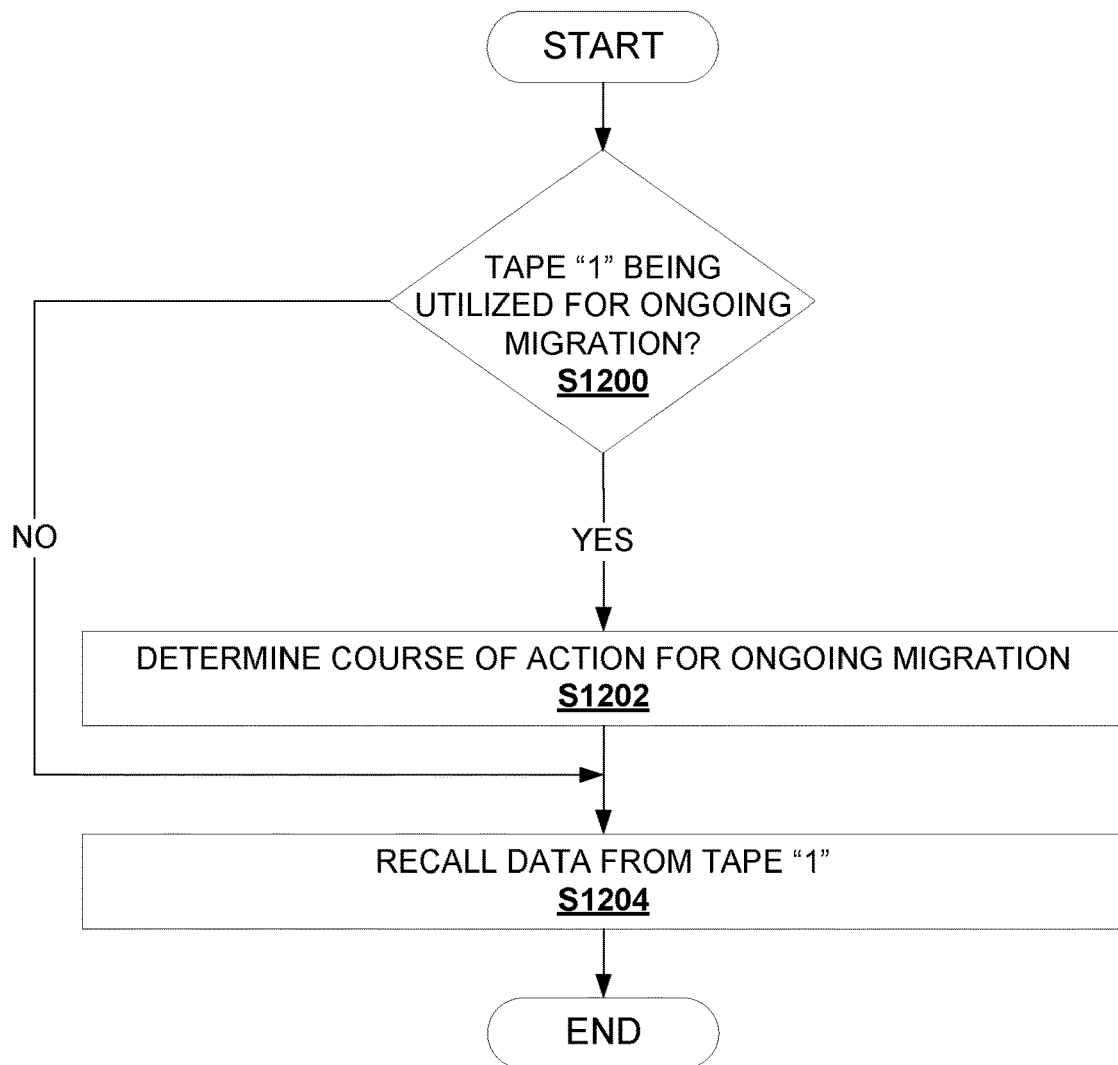 START
TAPE “1” BEING
UTILIZED FOR ONGOING
MIGRATION?
S1200
NO
YES
DETERMINE COURSE OF ACTION FOR ONGOING MIGRATION
S1202
RECALL DATA FROM TAPE “1”
S1204
END